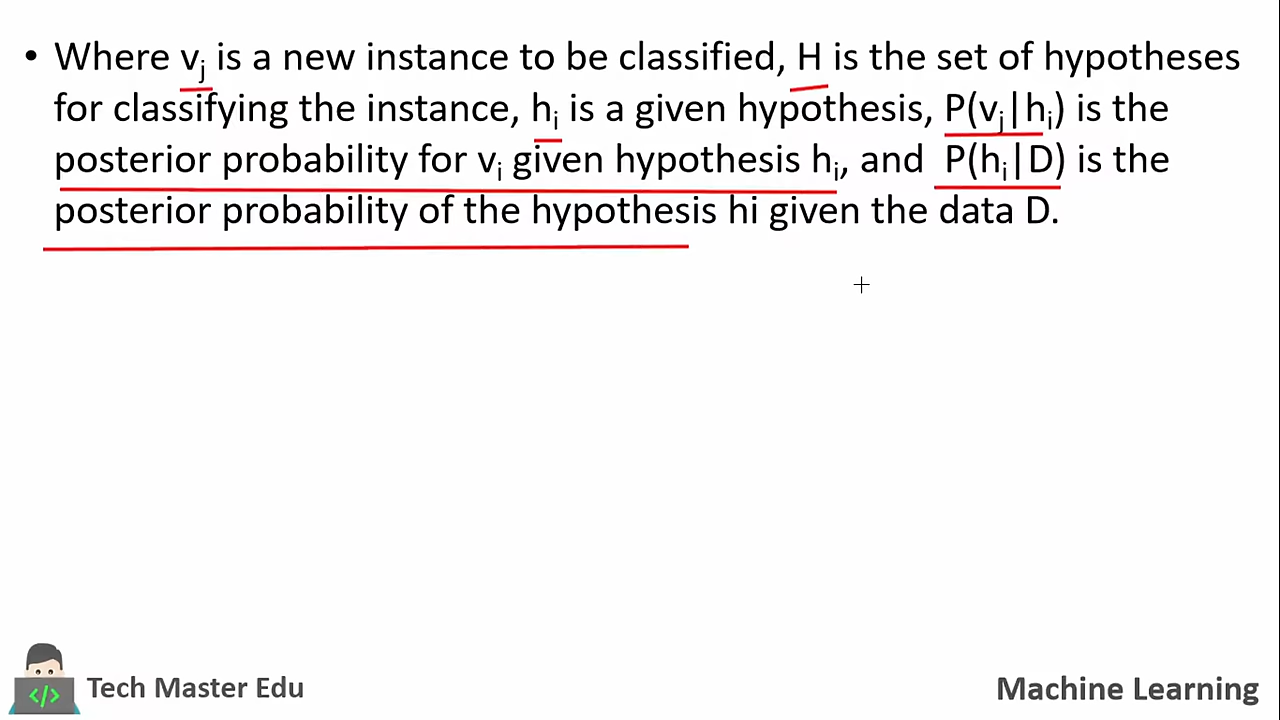 • Where vⱼ is a new instance to be classified, H is the set of hypotheses
for classifying the instance, hᵢ is a given hypothesis, P(vⱼ|hᵢ) is the
posterior probability for vᵢ given hypothesis hᵢ, and P(hᵢ|D) is the
posterior probability of the hypothesis hi given the data D.
</>
Tech Master Edu
Machine Learning